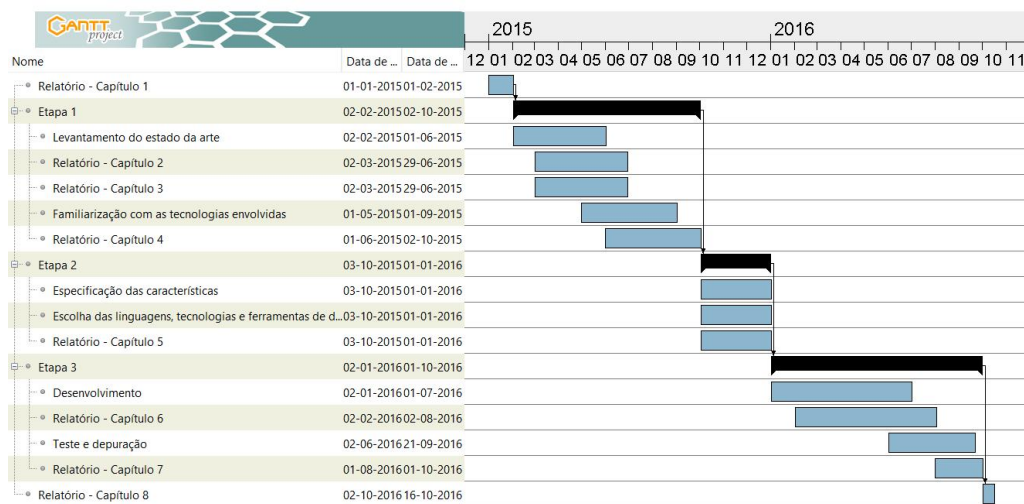 GANTT project
2015 2016
Nome Data de ... Data de ... 12 01 02 03 04 05 06 07 08 09 10 11 12 01 02 03 04 05 06 07 08 09 10 11
Relatório - Capítulo 1 01-01-2015 01-02-2015
Etapa 1 02-02-2015 02-10-2015
Levantamento do estado da arte 02-02-2015 01-06-2015
Relatório - Capítulo 2 02-03-2015 29-06-2015
Relatório - Capítulo 3 02-03-2015 29-06-2015
Familiarização com as tecnologias envolvidas 01-05-2015 01-09-2015
Relatório - Capítulo 4 01-06-2015 02-10-2015
Etapa 2 03-10-2015 01-01-2016
Especificação das características 03-10-2015 01-01-2016
Escolha das linguagens, tecnologias e ferramentas de d... 03-10-2015 01-01-2016
Relatório - Capítulo 5 03-10-2015 01-01-2016
Etapa 3 02-01-2016 01-10-2016
Desenvolvimento 02-01-2016 01-07-2016
Relatório - Capítulo 6 02-02-2016 02-08-2016
Teste e depuração 02-06-2016 21-09-2016
Relatório - Capítulo 7 01-08-2016 01-10-2016
Relatório - Capítulo 8 02-10-2016 16-10-2016